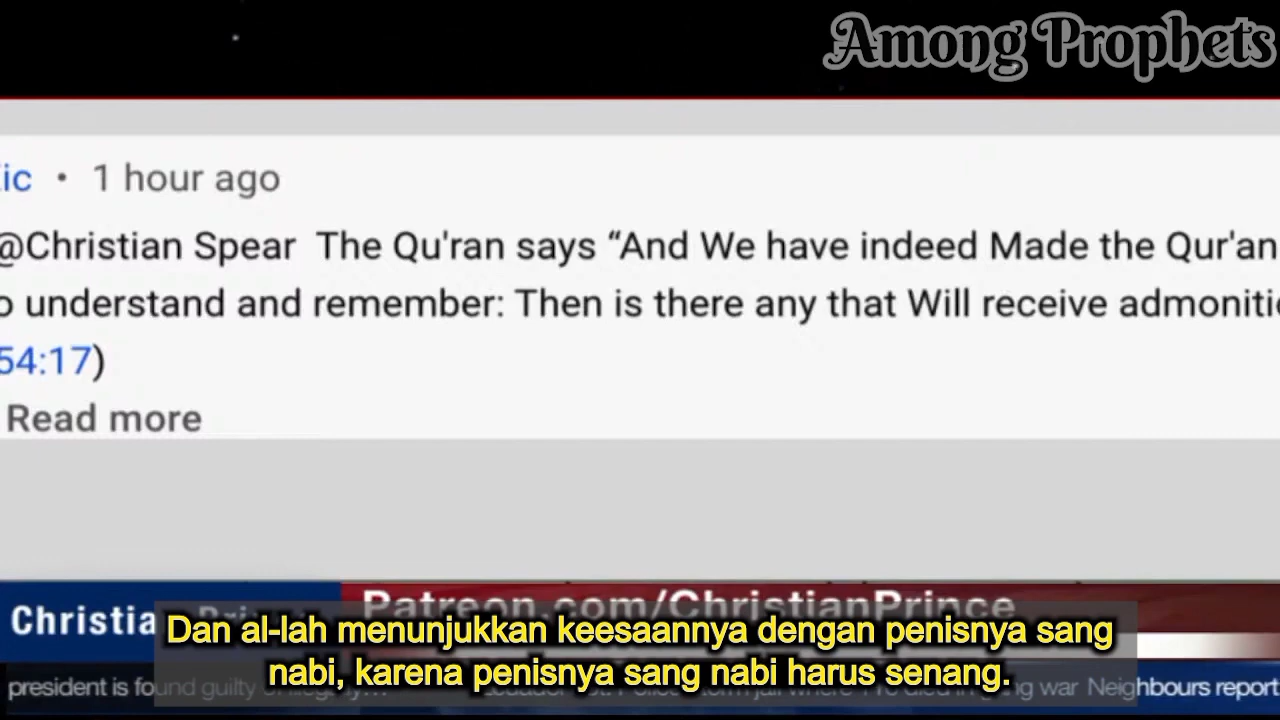 Among Prophets
ic • 1 hour ago
@Christian Spear The Qu'ran says “And We have indeed Made the Qur'an
o understand and remember: Then is there any that Will receive admoniti
54:17)
Read more
Patreon.com/ChristianPrince
Christia
Dan al-lah menunjukkan keesaannya dengan penisnya sang
nabi, karena penisnya sang nabi harus senang.
president is found guilty war Neighbours report